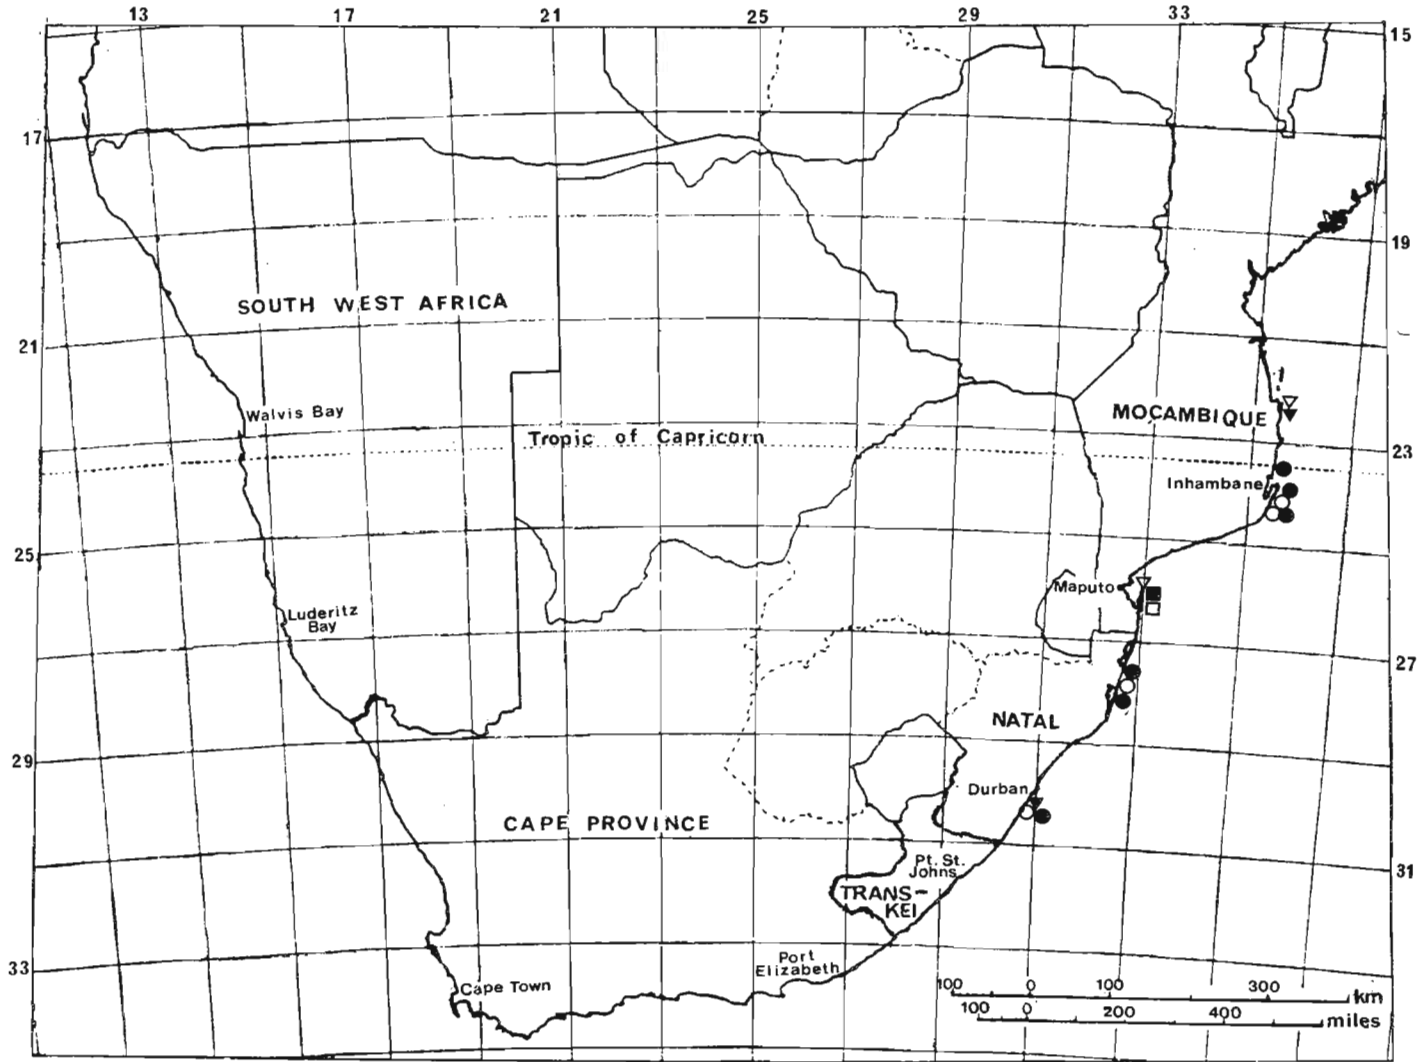 13 17 21 25 29 33
15
17
19
SOUTH WEST AFRICA
21
Walvis Bay
MOÇAMBIQUE
Tropic of Capricorn
23
Inhambane
25
Maputo
Luderitz
Bay
27
NATAL
29
Durban
CAPE PROVINCE
Pt. St.
Johns
31
TRANS-
KEI
Port
Elizabeth
33
Cape Town
100 0 100 300 km
100 0 200 400 miles